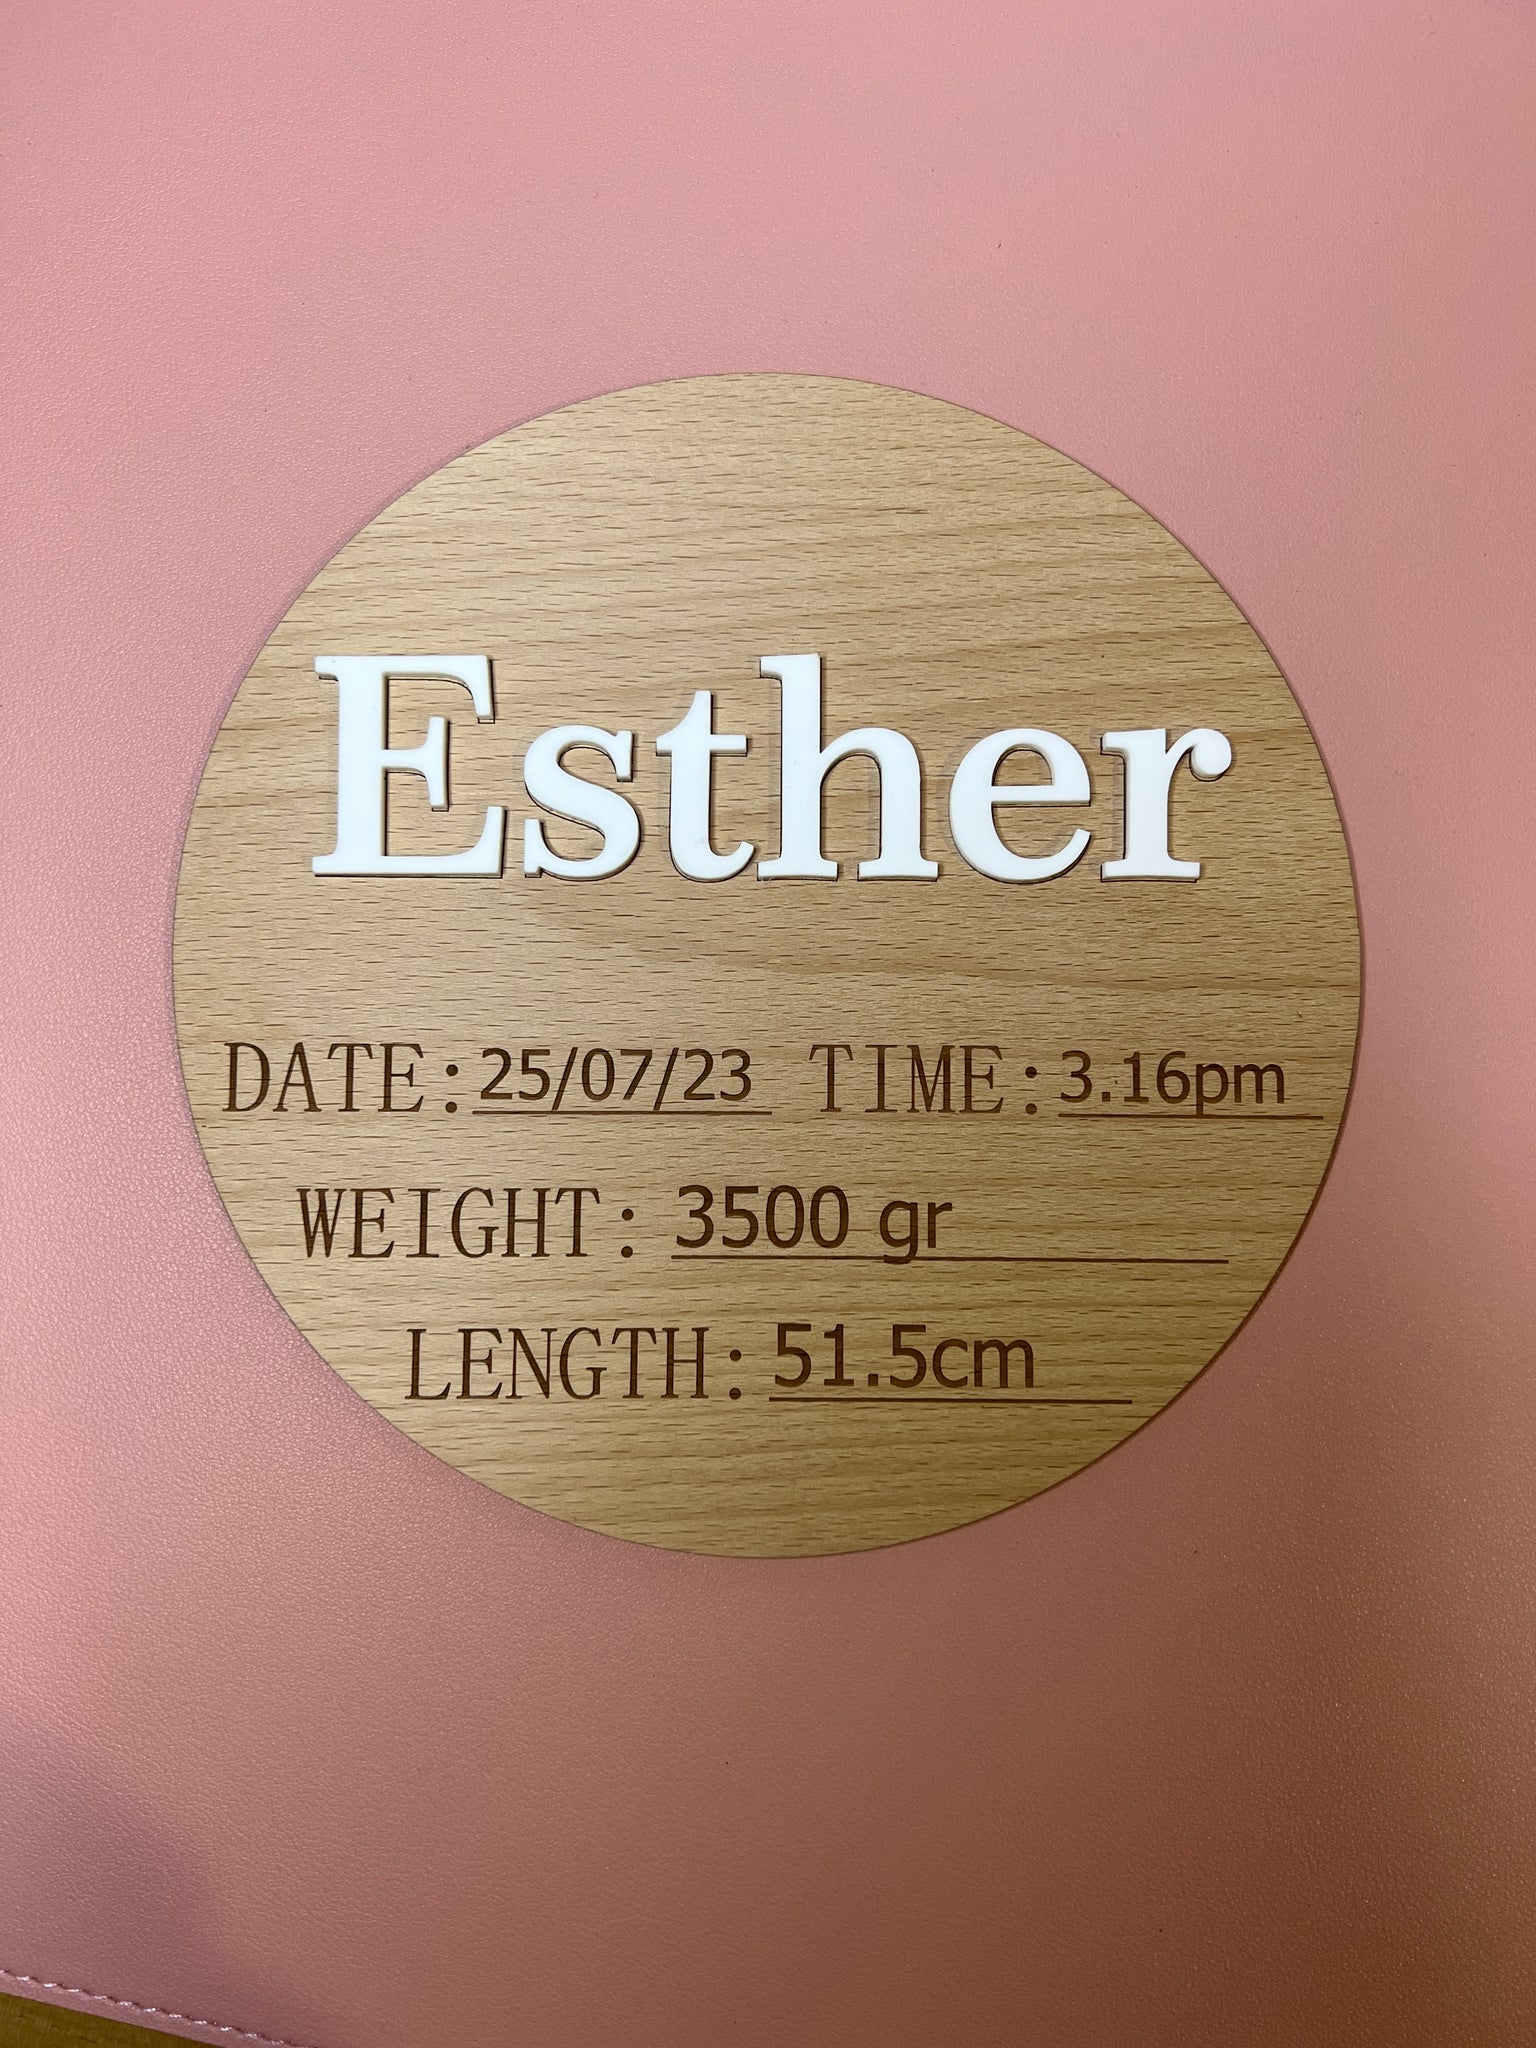 Esther
DATE: 25/07/23 TIME: 3.16pm
WEIGHT: 3500 gr
LENGTH: 51.5cm